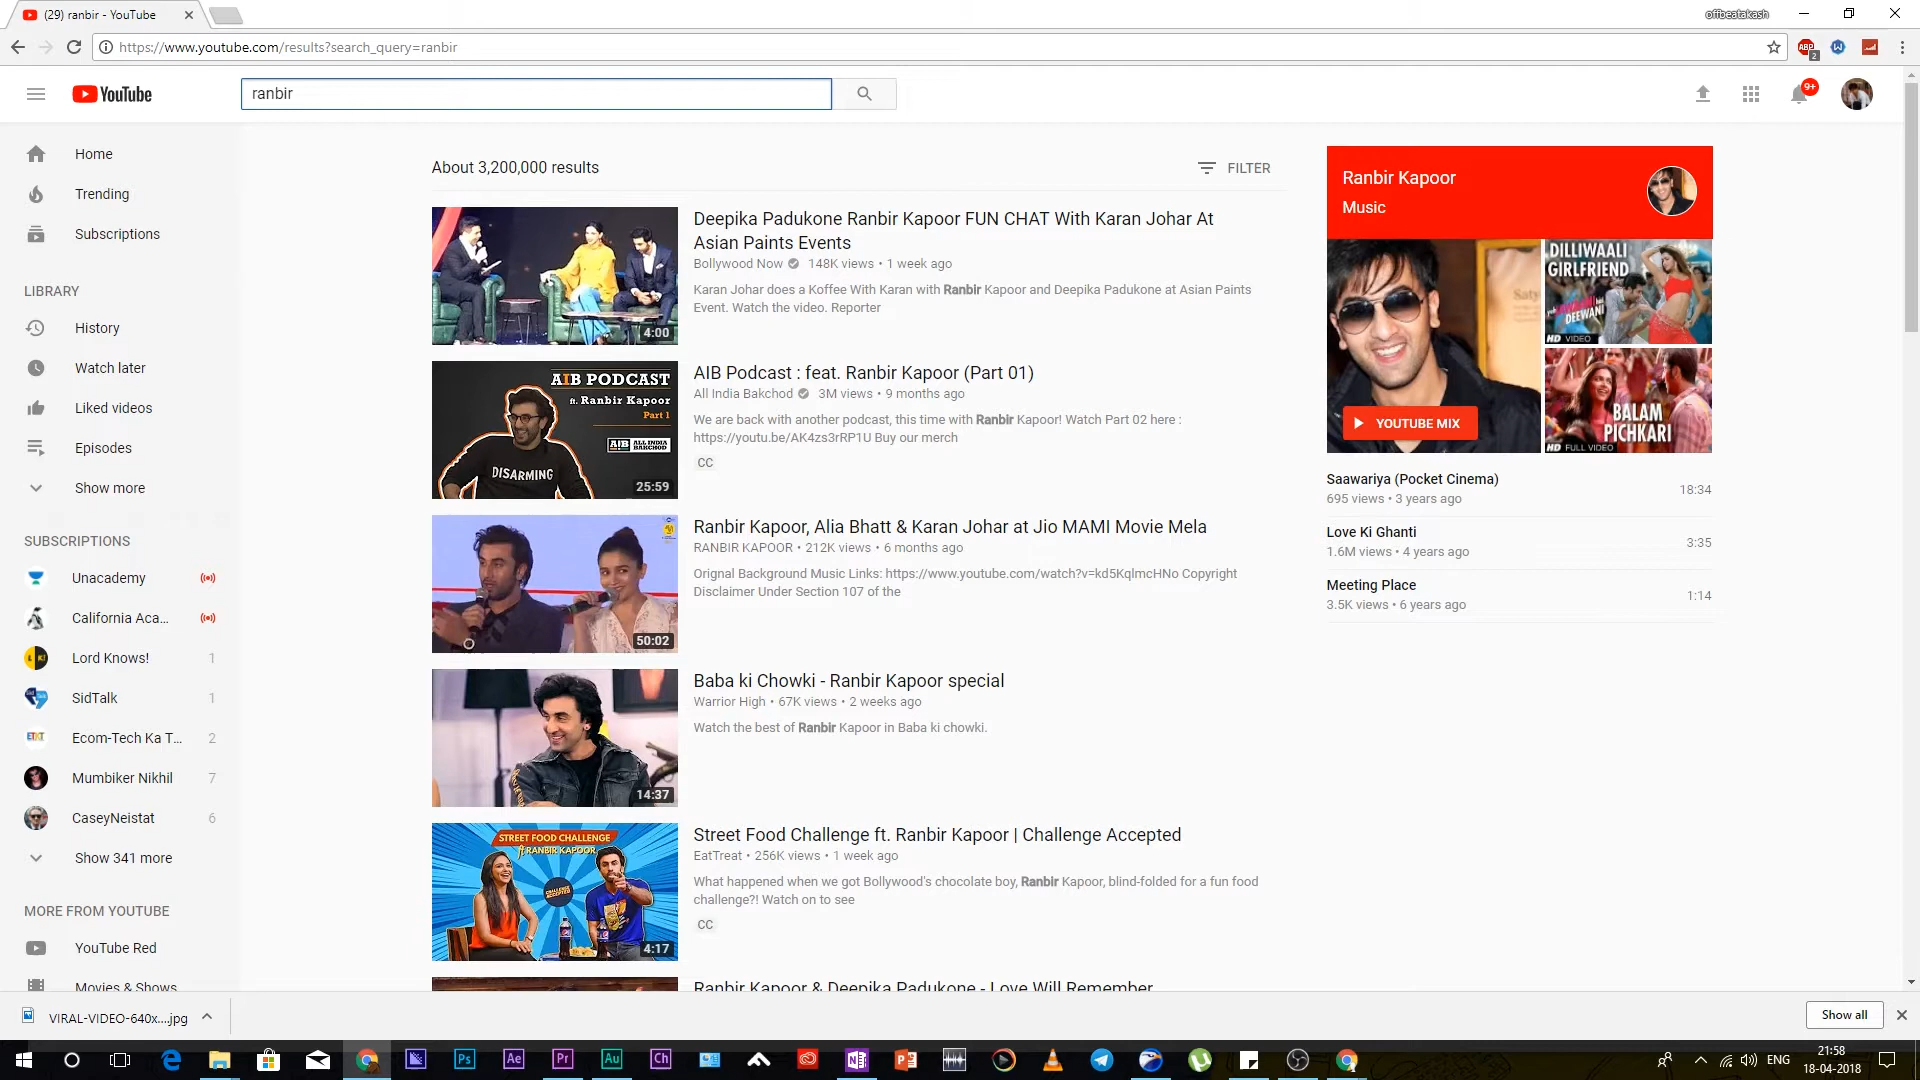 (29) ranbir - YouTube
offbeatakash
https://www.youtube.com/results?search_query=ranbir
ABP
2
YouTube
ranbir
9+
Home
Trending
Subscriptions
LIBRARY
History
Watch later
Liked videos
Episodes
Show more
SUBSCRIPTIONS
Unacademy
California Aca...
Lord Knows! 1
SidTalk 1
Ecom-Tech Ka T... 2
Mumbiker Nikhil 7
CaseyNeistat 6
Show 341 more
MORE FROM YOUTUBE
YouTube Red
Movies & Shows
About 3,200,000 results
FILTER
4:00
Deepika Padukone Ranbir Kapoor FUN CHAT With Karan Johar At
Asian Paints Events
Bollywood Now 148K views • 1 week ago
Karan Johar does a Koffee With Karan with Ranbir Kapoor and Deepika Padukone at Asian Paints
Event. Watch the video. Reporter
AIB PODCAST
ft. Ranbir Kapoor
Part 1
AIB ALL INDIA
BAKCHOD
DISARMING
25:59
AIB Podcast : feat. Ranbir Kapoor (Part 01)
All India Bakchod 3M views • 9 months ago
We are back with another podcast, this time with Ranbir Kapoor! Watch Part 02 here :
https://youtu.be/AK4zs3rRP1U Buy our merch
CC
50:02
Ranbir Kapoor, Alia Bhatt & Karan Johar at Jio MAMI Movie Mela
RANBIR KAPOOR • 212K views • 6 months ago
Orignal Background Music Links: https://www.youtube.com/watch?v=kd5KqlmcHNo Copyright
Disclaimer Under Section 107 of the
14:37
Baba ki Chowki - Ranbir Kapoor special
Warrior High • 67K views • 2 weeks ago
Watch the best of Ranbir Kapoor in Baba ki chowki.
STREET FOOD CHALLENGE
ft RANBIR KAPOOR
CHALLENGE
ACCEPTED
4:17
Street Food Challenge ft. Ranbir Kapoor | Challenge Accepted
EatTreat • 256K views • 1 week ago
What happened when we got Bollywood's chocolate boy, Ranbir Kapoor, blind-folded for a fun food
challenge?! Watch on to see
CC
Ranbir Kapoor & Deepika Padukone - Love Will Remember
Ranbir Kapoor
Music
YOUTUBE MIX
DILLIWAALI
GIRLFRIEND
DEEWANI
HD VIDEO
BALAM
PICHKARI
HD FULL VIDEO
Saawariya (Pocket Cinema)
695 views • 3 years ago
18:34
Love Ki Ghanti
1.6M views • 4 years ago
3:35
Meeting Place
3.5K views • 6 years ago
1:14
VIRAL-VIDEO-640x....jpg
Show all
Ps
Ae
Pr
Au
Ch
ENG
21:58
18-04-2018